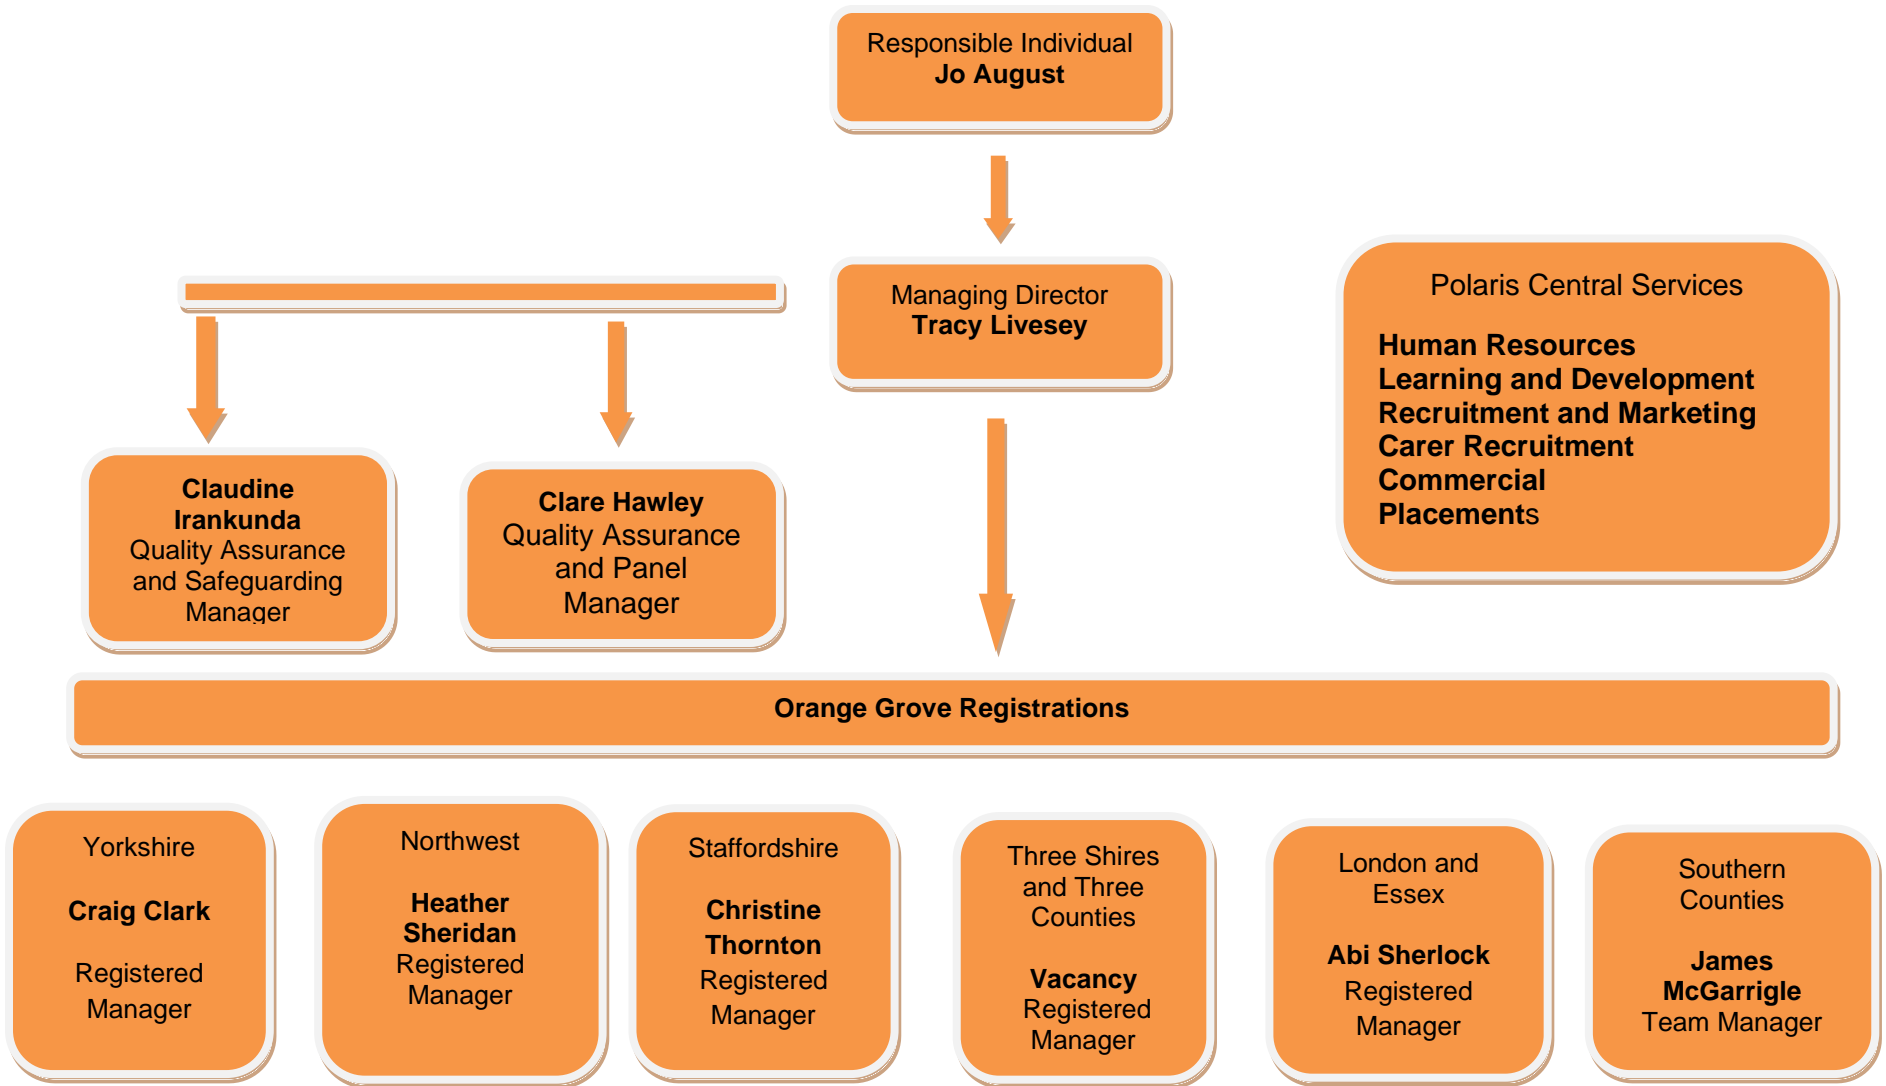 Responsible Individual
Jo August
Managing Director
Tracy Livesey
Polaris Central Services
Human Resources
Learning and Development
Recruitment and Marketing
Carer Recruitment
Commercial
Placements
Claudine
Irankunda
Quality Assurance
and Safeguarding
Manager
Clare Hawley
Quality Assurance
and Panel
Manager
Orange Grove Registrations
Yorkshire
Craig Clark
Registered
Manager
Northwest
Heather
Sheridan
Registered
Manager
Staffordshire
Christine
Thornton
Registered
Manager
Three Shires
and Three
Counties
Vacancy
Registered
Manager
London and
Essex
Abi Sherlock
Registered
Manager
Southern
Counties
James
McGarrigle
Team Manager